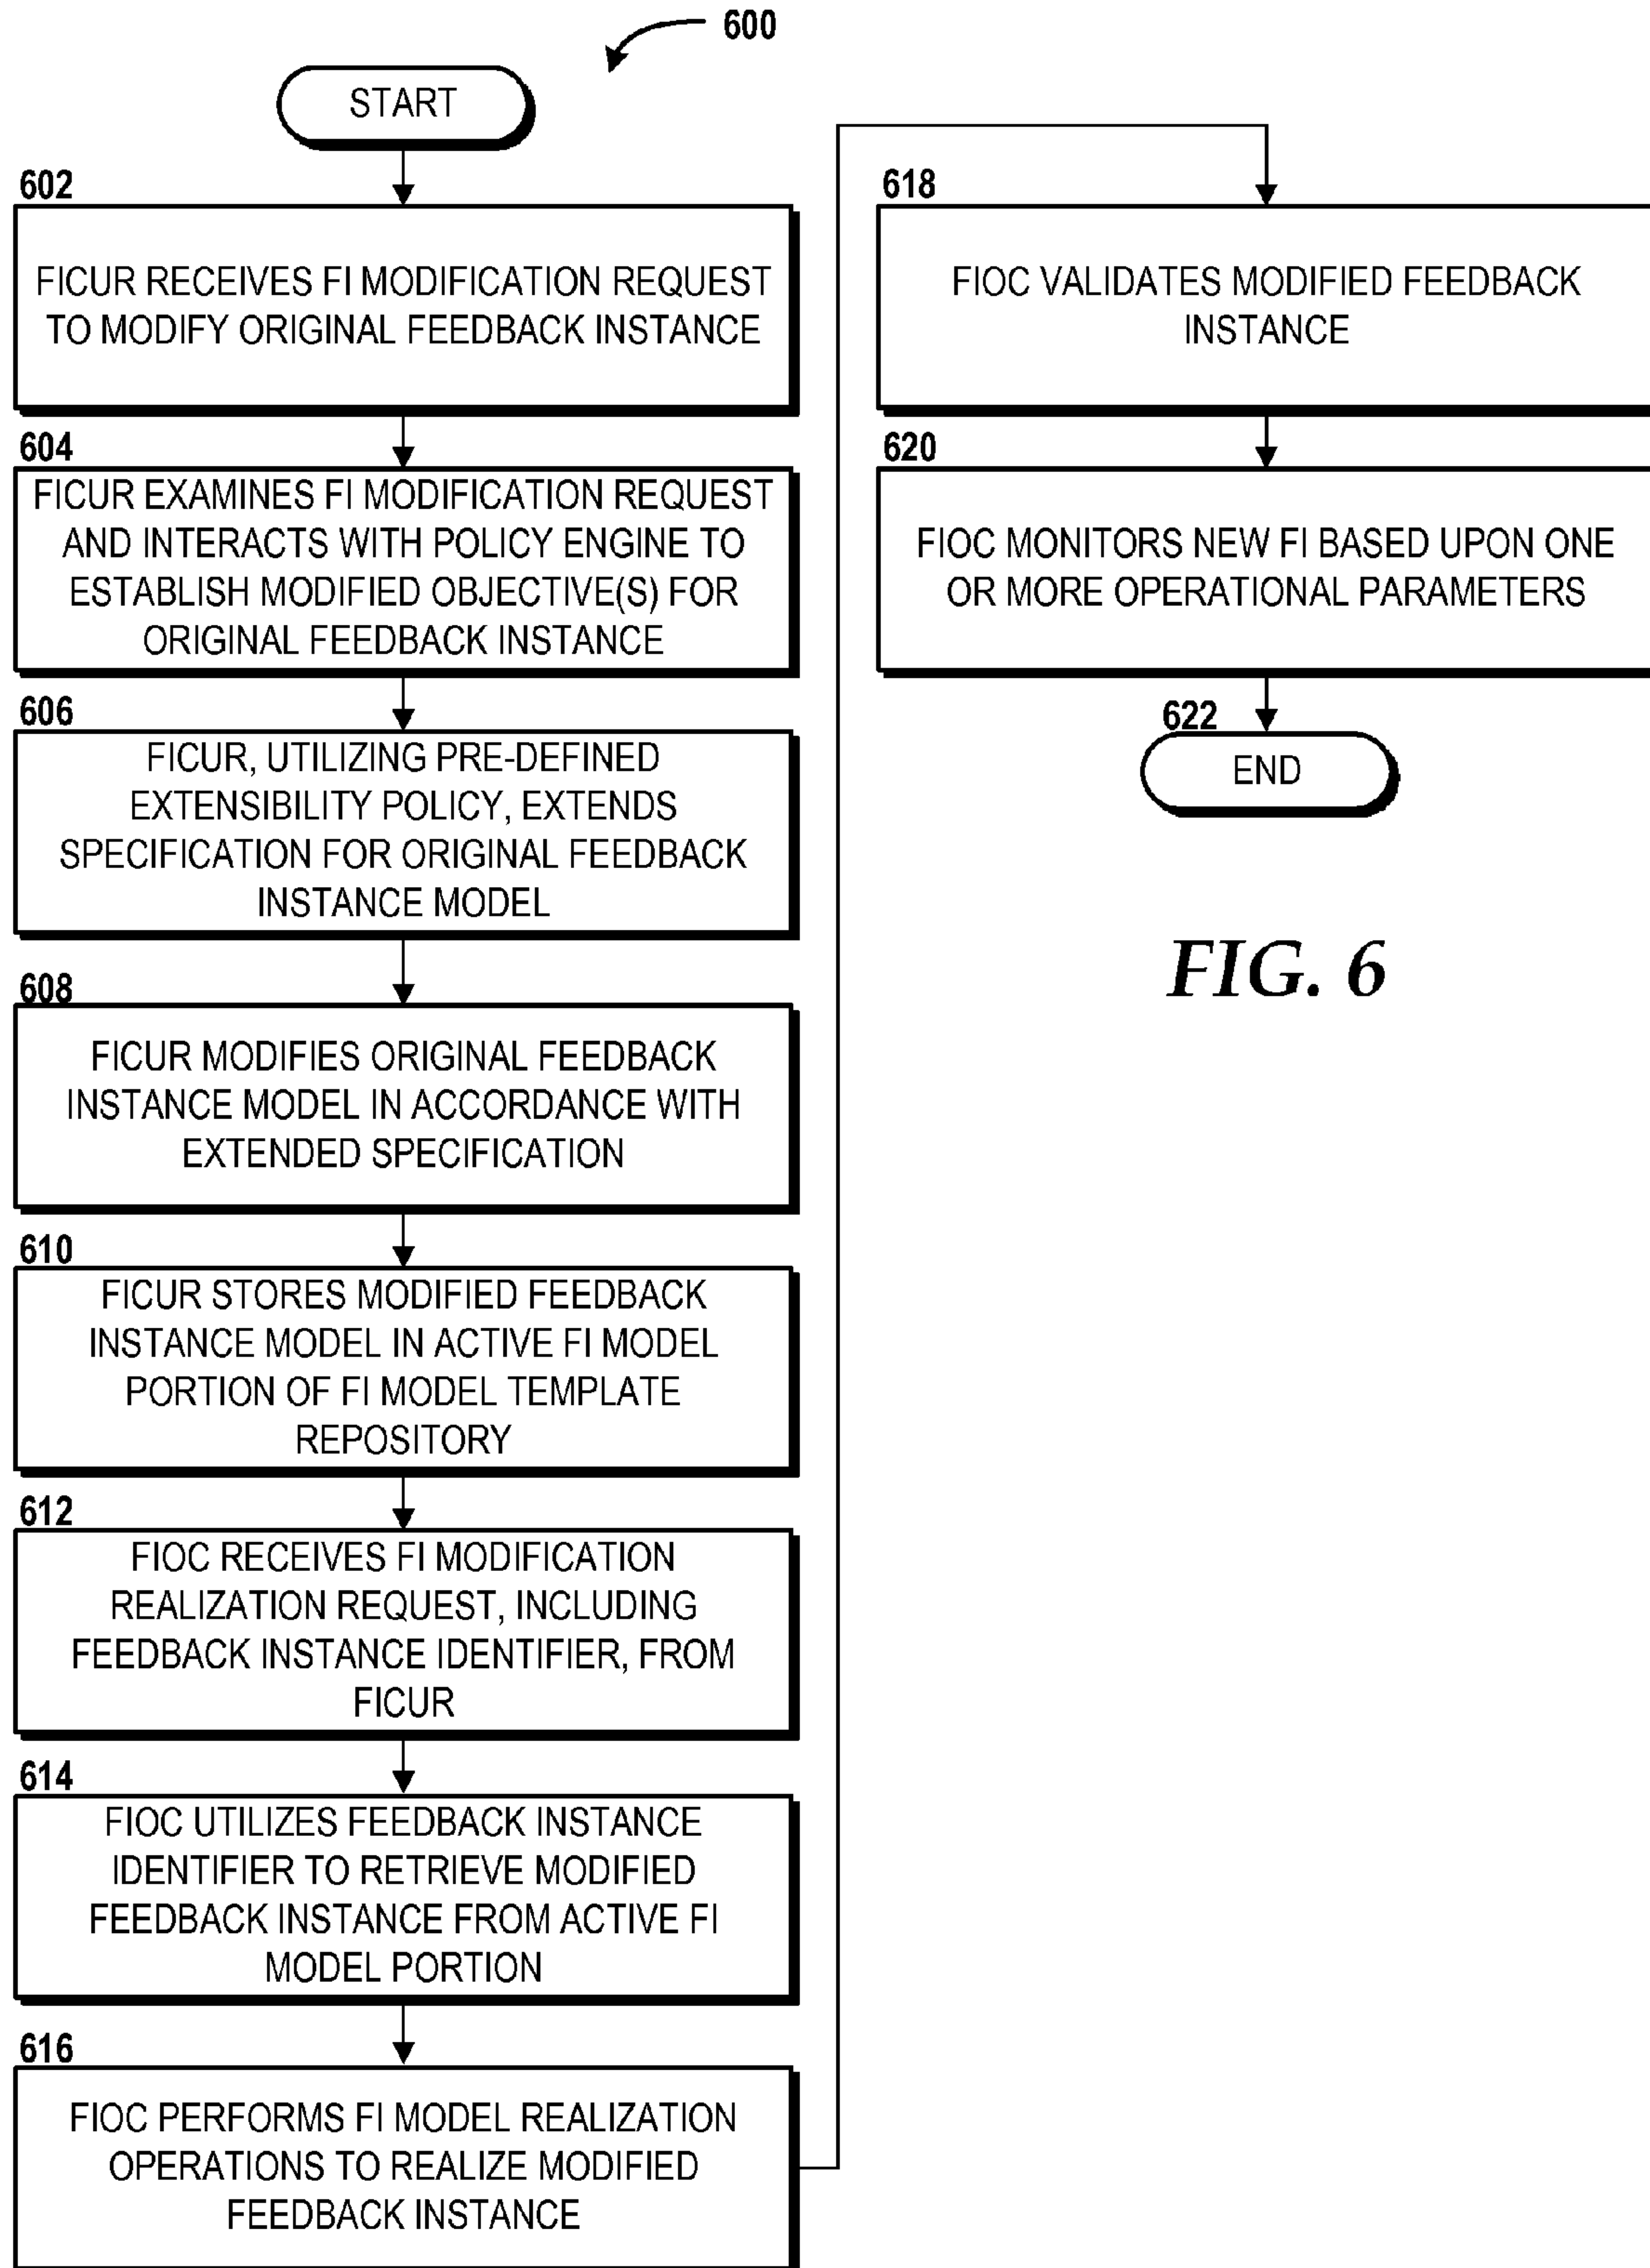 600
START
602
FICUR RECEIVES FI MODIFICATION REQUEST
TO MODIFY ORIGINAL FEEDBACK INSTANCE
604
FICUR EXAMINES FI MODIFICATION REQUEST
AND INTERACTS WITH POLICY ENGINE TO
ESTABLISH MODIFIED OBJECTIVE(S) FOR
ORIGINAL FEEDBACK INSTANCE
606
FICUR, UTILIZING PRE-DEFINED
EXTENSIBILITY POLICY, EXTENDS
SPECIFICATION FOR ORIGINAL FEEDBACK
INSTANCE MODEL
608
FICUR MODIFIES ORIGINAL FEEDBACK
INSTANCE MODEL IN ACCORDANCE WITH
EXTENDED SPECIFICATION
610
FICUR STORES MODIFIED FEEDBACK
INSTANCE MODEL IN ACTIVE FI MODEL
PORTION OF FI MODEL TEMPLATE
REPOSITORY
612
FIOC RECEIVES FI MODIFICATION
REALIZATION REQUEST, INCLUDING
FEEDBACK INSTANCE IDENTIFIER, FROM
FICUR
614
FIOC UTILIZES FEEDBACK INSTANCE
IDENTIFIER TO RETRIEVE MODIFIED
FEEDBACK INSTANCE FROM ACTIVE FI
MODEL PORTION
616
FIOC PERFORMS FI MODEL REALIZATION
OPERATIONS TO REALIZE MODIFIED
FEEDBACK INSTANCE
618
FIOC VALIDATES MODIFIED FEEDBACK
INSTANCE
620
FIOC MONITORS NEW FI BASED UPON ONE
OR MORE OPERATIONAL PARAMETERS
622
END
FIG. 6